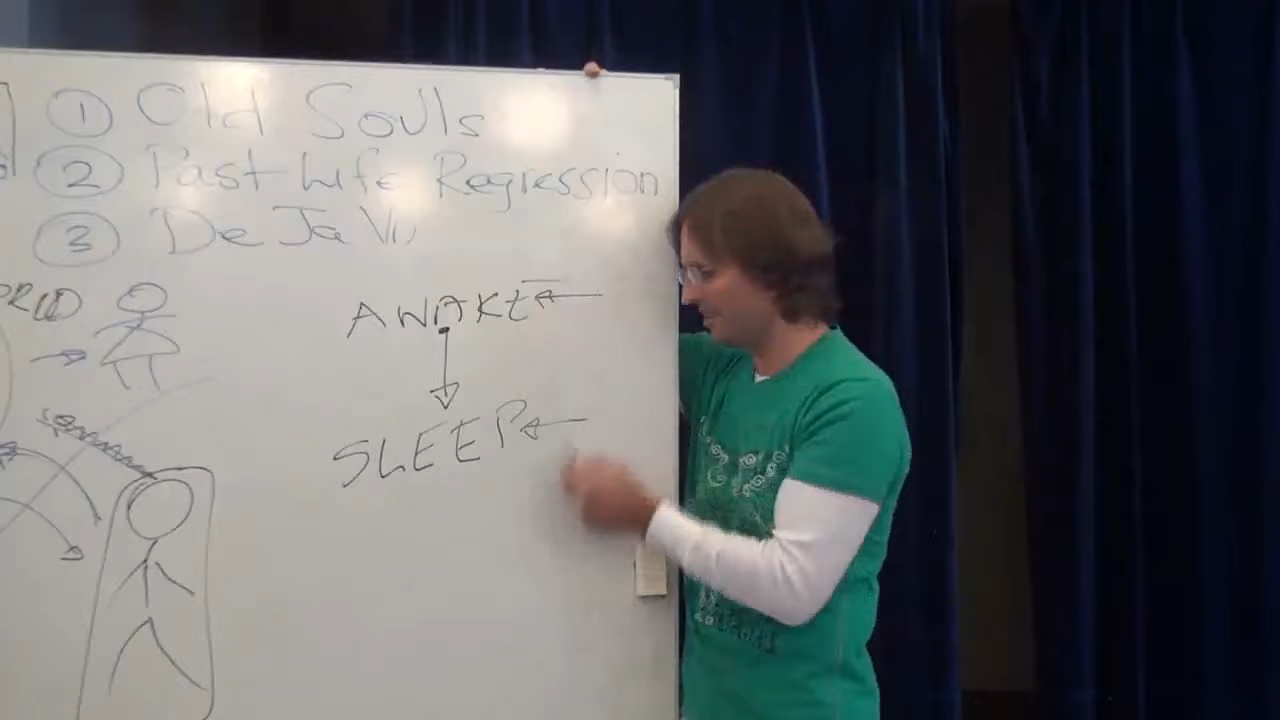 ① Old Souls
② Past Life Regression
③ De Ja Vu
AWAKE
SLEEP